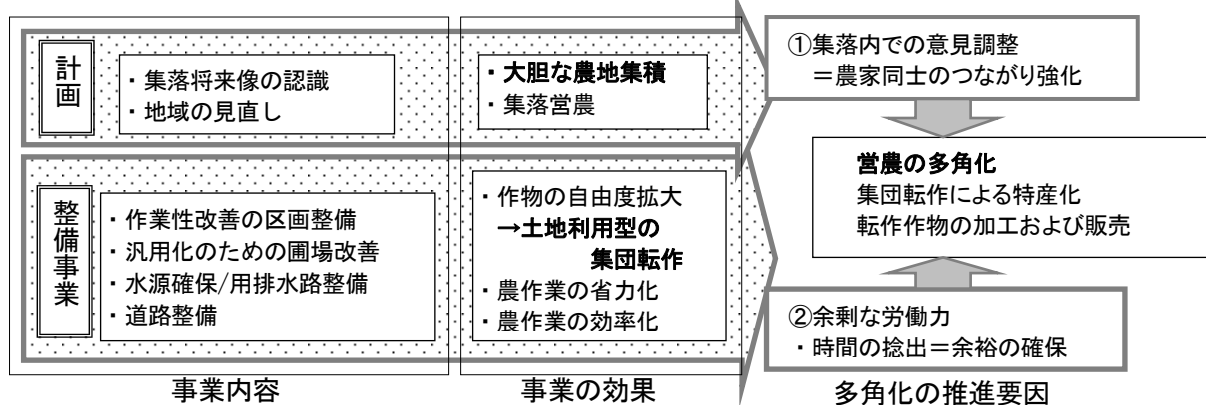 計画
・集落将来像の認識
・地域の見直し
・大胆な農地集積
・集落営農
①集落内での意見調整
＝農家同士のつながり強化
整備事業
・作業性改善の区画整備
・汎用化のための圃場改善
・水源確保/用排水路整備
・道路整備
・作物の自由度拡大
→土地利用型の
集団転作
・農作業の省力化
・農作業の効率化
営農の多角化
集団転作による特産化
転作作物の加工および販売
②余剰な労働力
・時間の捻出＝余裕の確保
事業内容
事業の効果
多角化の推進要因